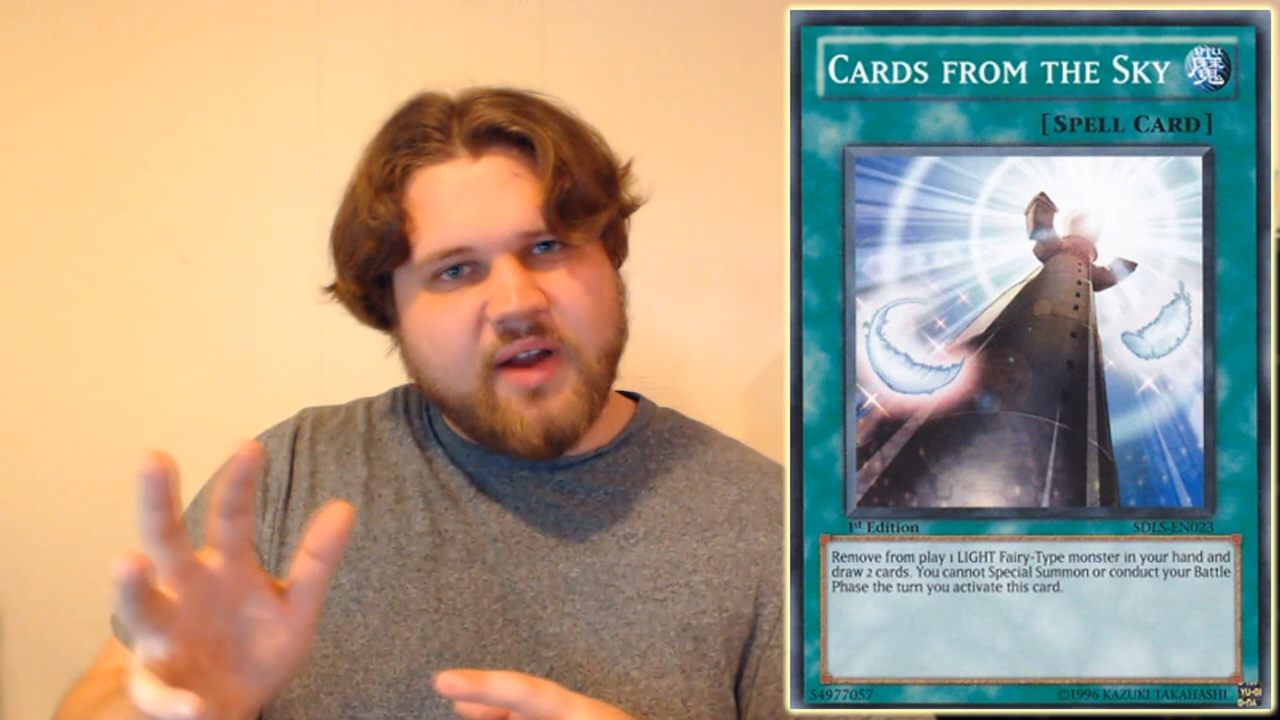 CARDS FROM THE SKY 魔
[SPELL CARD]
1st Edition SDLS-EN023
Remove from play 1 LIGHT Fairy-Type monster in your hand and
draw 2 cards. You cannot Special Summon or conduct your Battle
Phase the turn you activate this card.
54977057 ©1996 KAZUKI TAKAHASHI